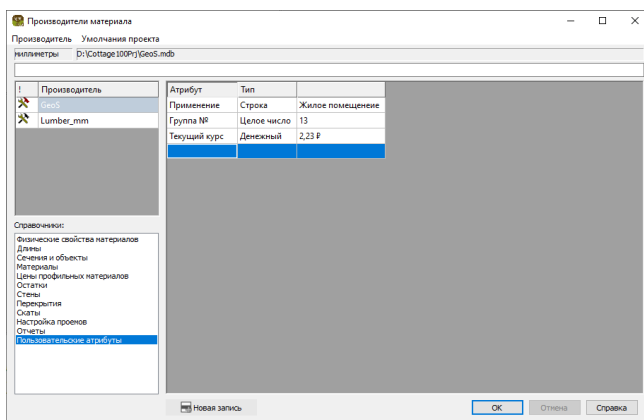 Производители материала
Производитель Умолчания проекта
миллиметры D:\Cottage100Prj\GeoS.mdb
! Производитель
GeoS
Lumber_mm
Атрибут Тип
Применение Строка Жилое помещенеие
Группа № Целое число 13
Текущий курс Денежный 2,23 ₽
Справочники:
Физические свойства материалов
Длины
Сечения и объекты
Материалы
Цены профильных материалов
Остатки
Стены
Перекрытия
Скаты
Настройка проемов
Отчеты
Пользовательские атрибуты
Новая запись
OK Отмена Справка